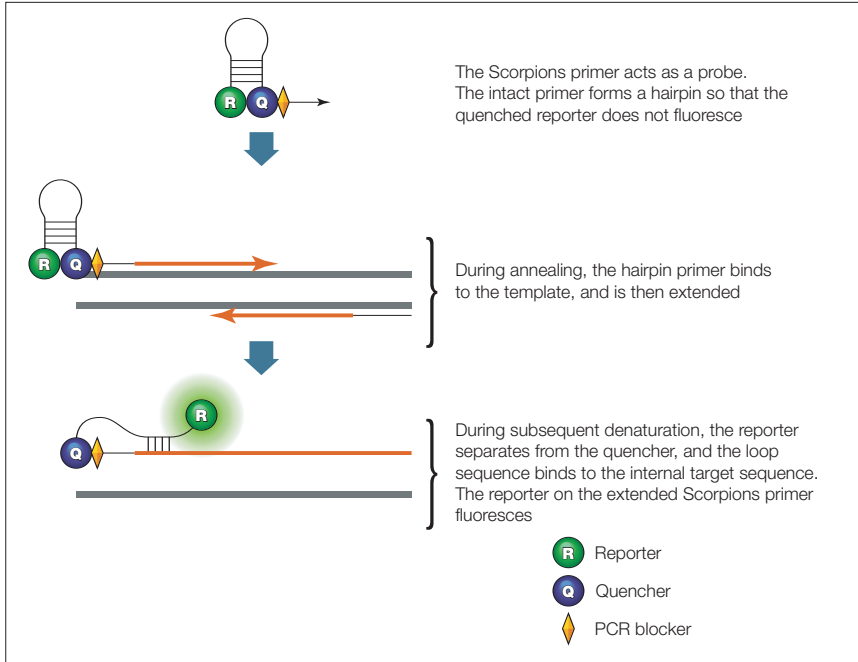 The Scorpions primer acts as a probe.
The intact primer forms a hairpin so that the
quenched reporter does not fluoresce
R Q
R Q
During annealing, the hairpin primer binds
to the template, and is then extended
R
Q
During subsequent denaturation, the reporter
separates from the quencher, and the loop
sequence binds to the internal target sequence.
The reporter on the extended Scorpions primer
fluoresces
R Reporter
Q Quencher
PCR blocker